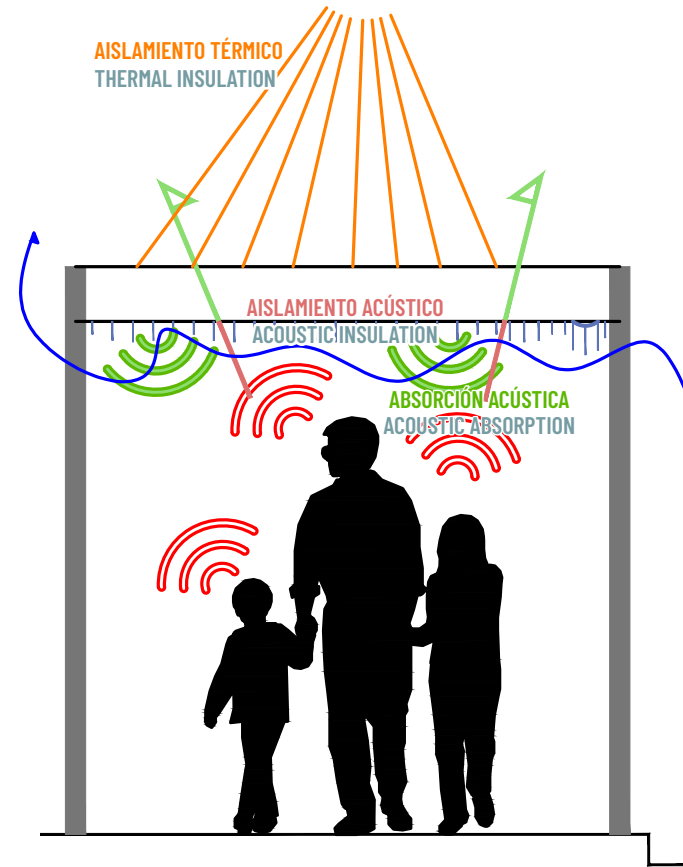 AISLAMIENTO TÉRMICO
THERMAL INSULATION
AISLAMIENTO ACÚSTICO
ACOUSTIC INSULATION
ABSORCIÓN ACÚSTICA
ACOUSTIC ABSORPTION